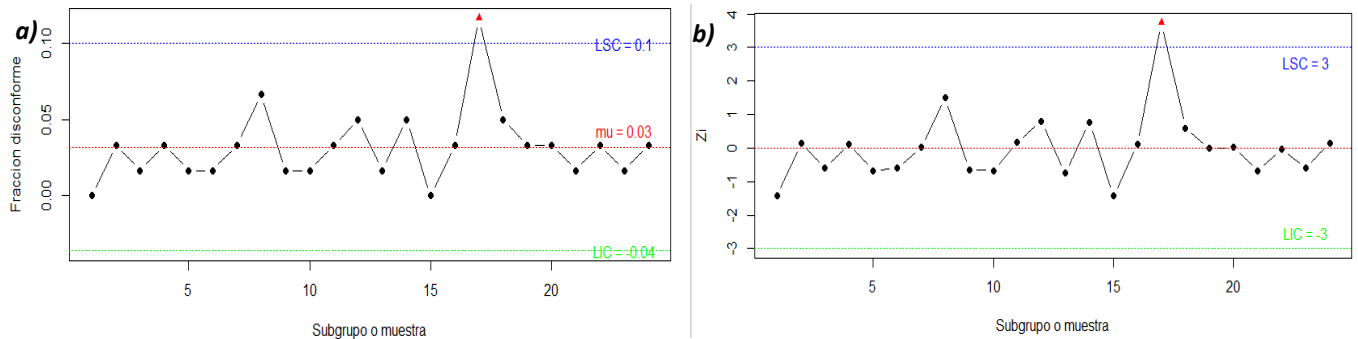 a)
Fraccion disconforme
0.10
0.05
0.00
LSC = 0.1
mu = 0.03
LIC = -0.04
5
10
15
20
Subgrupo o muestra
b)
Zi
4
3
2
1
0
-1
-2
-3
LSC = 3
LIC = -3
5
10
15
20
Subgrupo o muestra